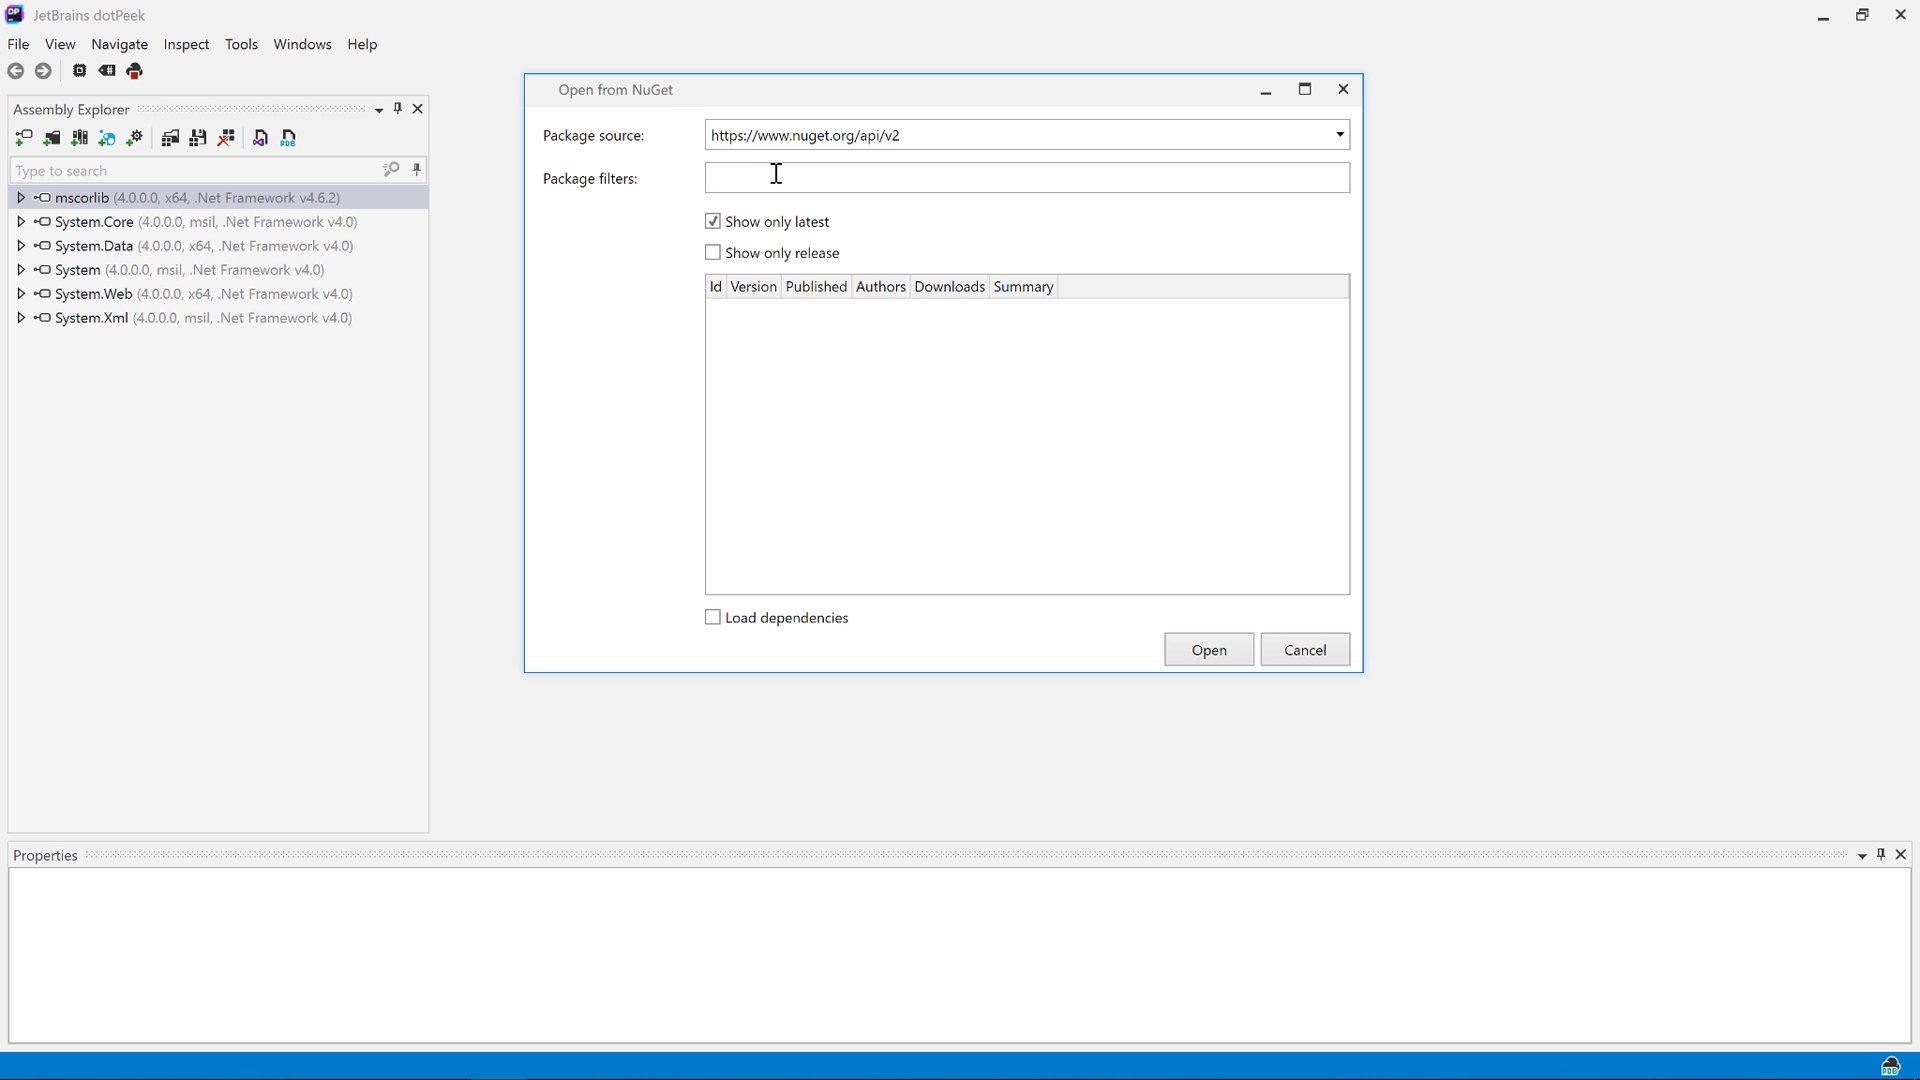 JetBrains dotPeek
File View Navigate Inspect Tools Windows Help
Assembly Explorer
Type to search
mscorlib (4.0.0.0, x64, .Net Framework v4.6.2)
System.Core (4.0.0.0, msil, .Net Framework v4.0)
System.Data (4.0.0.0, x64, .Net Framework v4.0)
System (4.0.0.0, msil, .Net Framework v4.0)
System.Web (4.0.0.0, x64, .Net Framework v4.0)
System.Xml (4.0.0.0, msil, .Net Framework v4.0)
Open from NuGet
Package source: https://www.nuget.org/api/v2
Package filters:
Show only latest
Show only release
Id Version Published Authors Downloads Summary
Load dependencies
Open Cancel
Properties